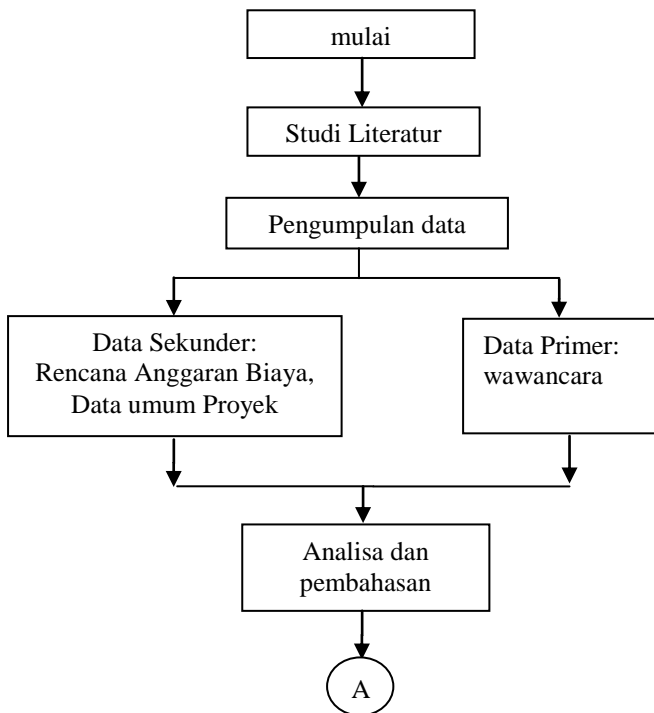 mulai
Studi Literatur
Pengumpulan data
Data Sekunder:
Rencana Anggaran Biaya,
Data umum Proyek
Data Primer:
wawancara
Analisa dan
pembahasan
A